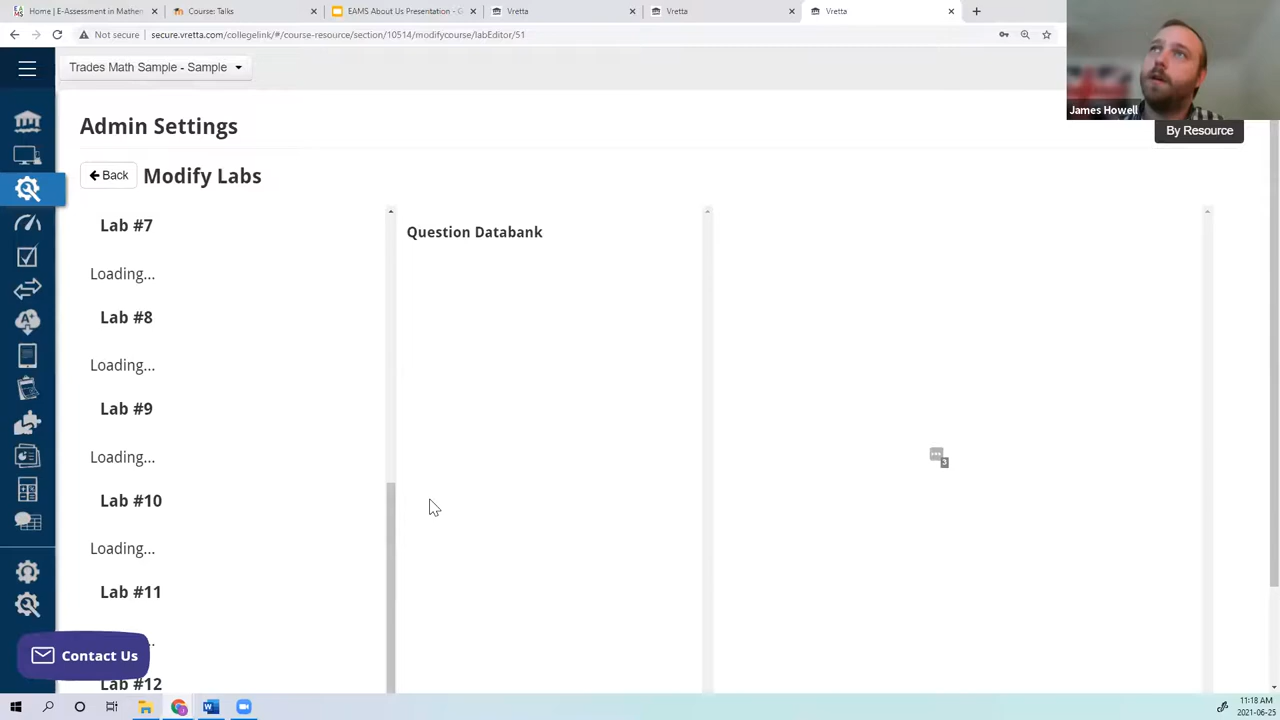 Home | E-Assessment in Mathem
Course: Talks
EAMS About Us Presentation - G
Vretta
Vretta
Vretta
Not secure | secure.vretta.com/collegelink/#/course-resource/section/10514/modifycourse/labEditor/51
Trades Math Sample - Sample
James Howell
Admin Settings
By Resource
Back
Modify Labs
Lab #7
Question Databank
Loading...
Lab #8
Loading...
Lab #9
Loading...
3
Lab #10
Loading...
Lab #11
Contact Us
Lab #12
11:18 AM
2021-06-25